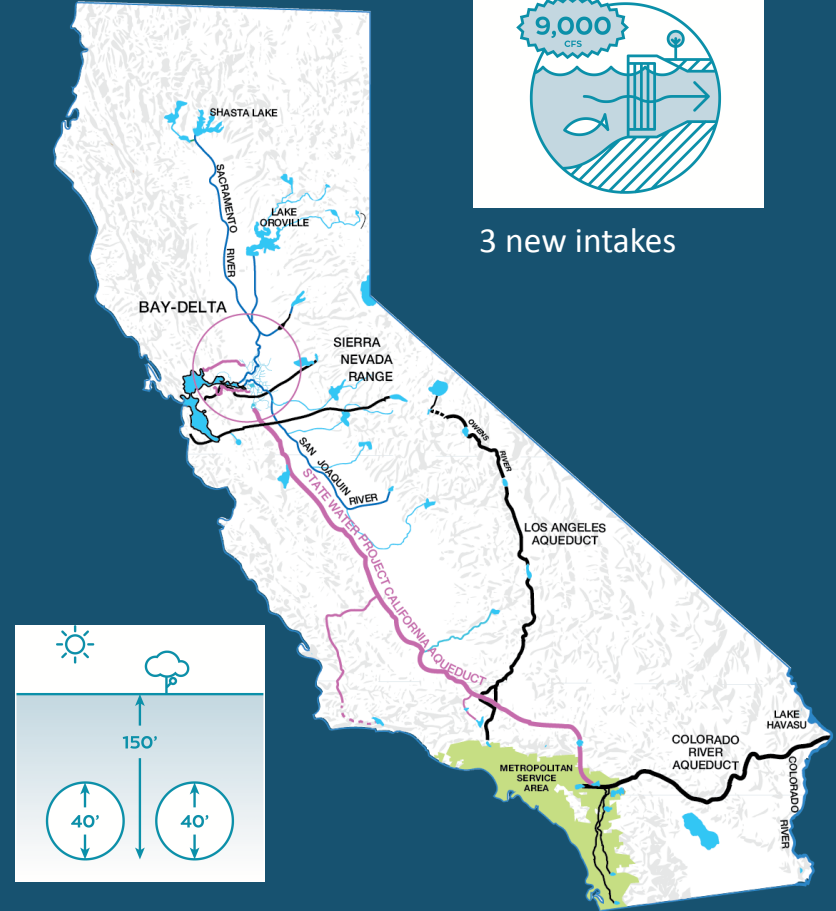 9,000
CFS
3 new intakes
SHASTA LAKE
SACRAMENTO RIVER
LAKE
OROVILLE
BAY-DELTA
SIERRA
NEVADA
RANGE
OWENS RIVER
SAN JOAQUIN RIVER
STATE WATER PROJECT CALIFORNIA AQUEDUCT
LOS ANGELES
AQUEDUCT
150'
40'
40'
LAKE
HAVASU
COLORADO
RIVER
AQUEDUCT
METROPOLITAN
SERVICE
AREA
COLORADO RIVER